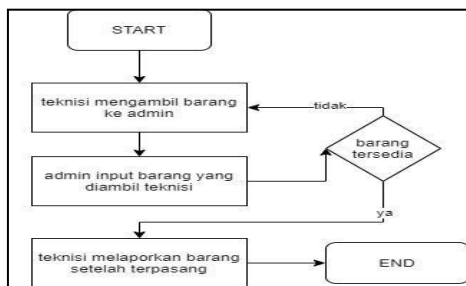 START
teknisi mengambil barang
ke admin
tidak
barang
tersedia
admin input barang yang
diambil teknisi
ya
teknisi melaporkan barang
setelah terpasang
END